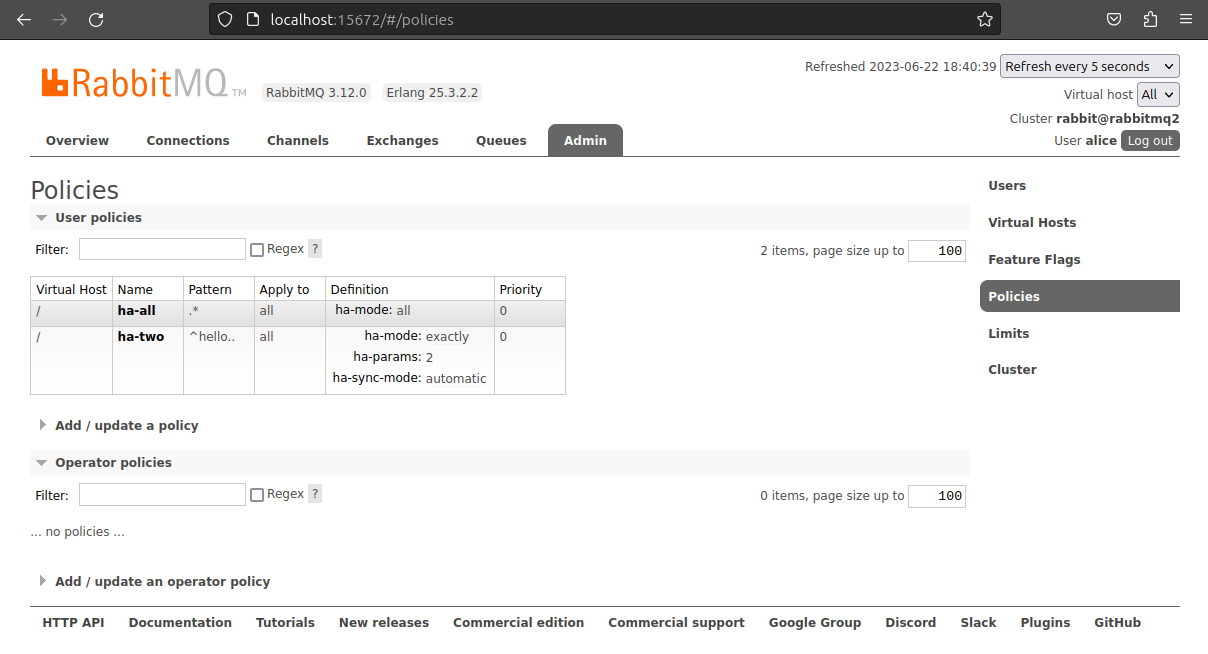 localhost:15672/#/policies
RabbitMQ TM RabbitMQ 3.12.0 Erlang 25.3.2.2
Refreshed 2023-06-22 18:40:39 Refresh every 5 seconds
Virtual host All
Cluster rabbit@rabbitmq2
User alice Log out
Overview Connections Channels Exchanges Queues Admin
Policies
User policies
Filter: Regex ? 2 items, page size up to 100
Virtual Host Name Pattern Apply to Definition Priority
/ ha-all .* all ha-mode: all 0
/ ha-two ^hello.. all ha-mode: exactly 0
ha-params: 2
ha-sync-mode: automatic
Add / update a policy
Operator policies
Filter: Regex ? 0 items, page size up to 100
... no policies ...
Add / update an operator policy
Users
Virtual Hosts
Feature Flags
Policies
Limits
Cluster
HTTP API Documentation Tutorials New releases Commercial edition Commercial support Google Group Discord Slack Plugins GitHub